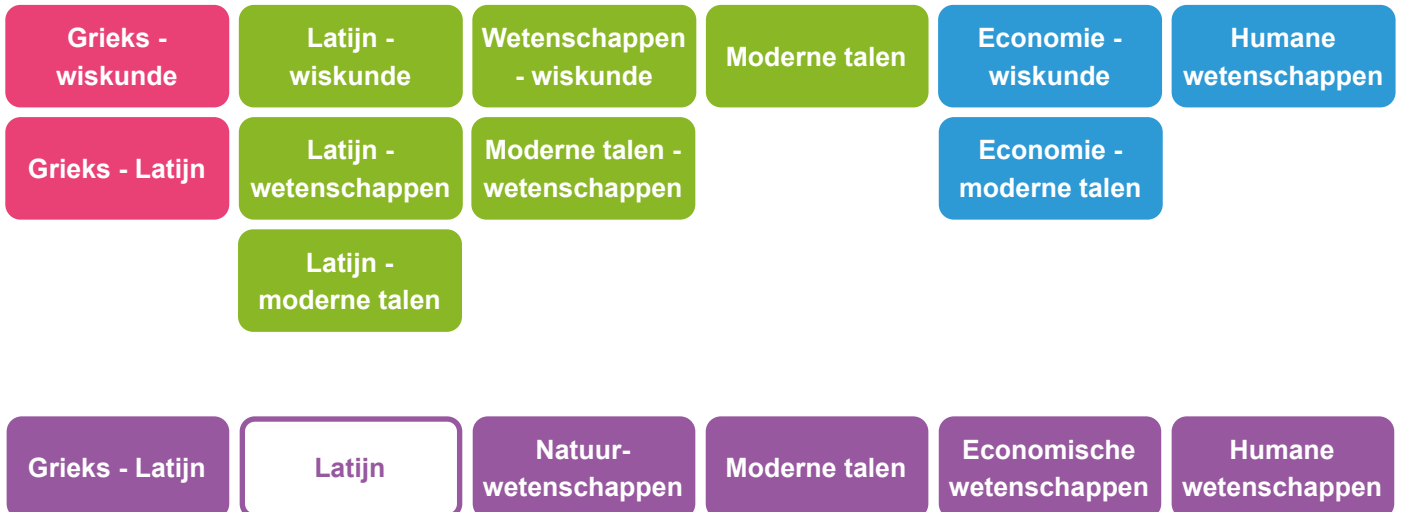 Grieks -
wiskunde
Latijn -
wiskunde
Wetenschappen
- wiskunde
Moderne talen
Economie -
wiskunde
Humane
wetenschappen
Grieks - Latijn
Latijn -
wetenschappen
Moderne talen -
wetenschappen
Economie -
moderne talen
Latijn -
moderne talen
Grieks - Latijn
Latijn
Natuur-
wetenschappen
Moderne talen
Economische
wetenschappen
Humane
wetenschappen